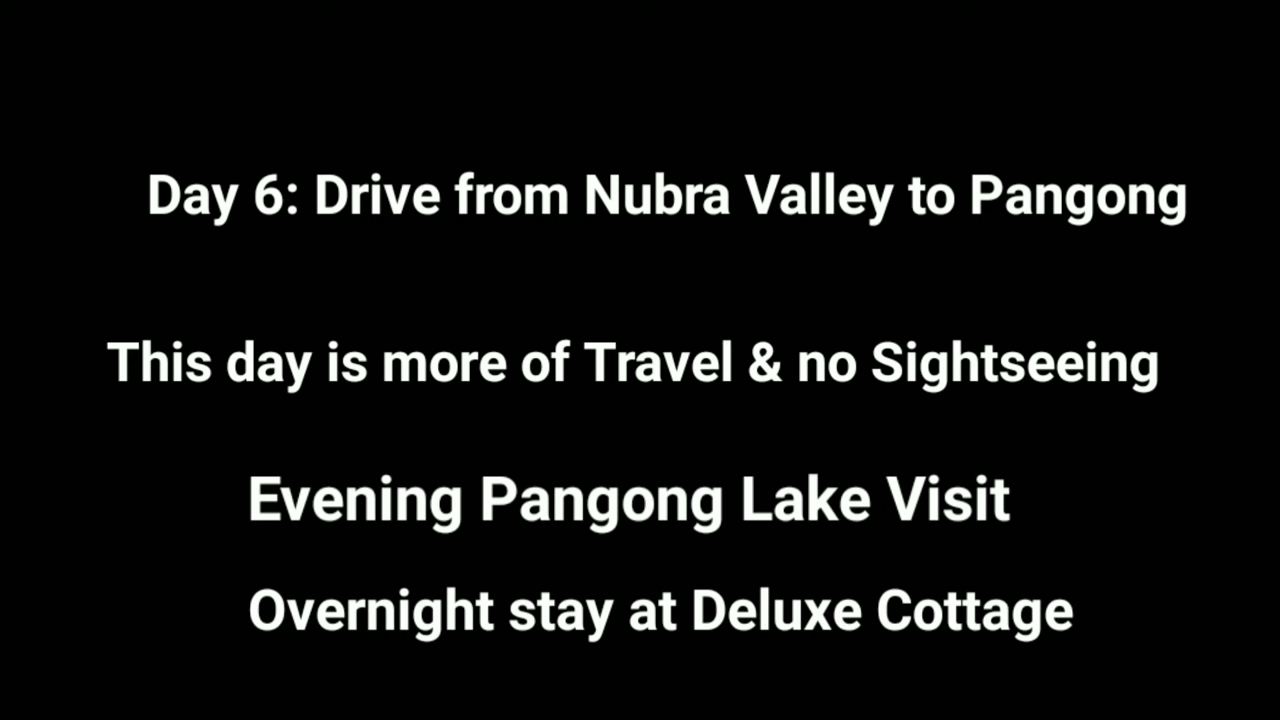 Day 6: Drive from Nubra Valley to Pangong
This day is more of Travel & no Sightseeing
Evening Pangong Lake Visit
Overnight stay at Deluxe Cottage